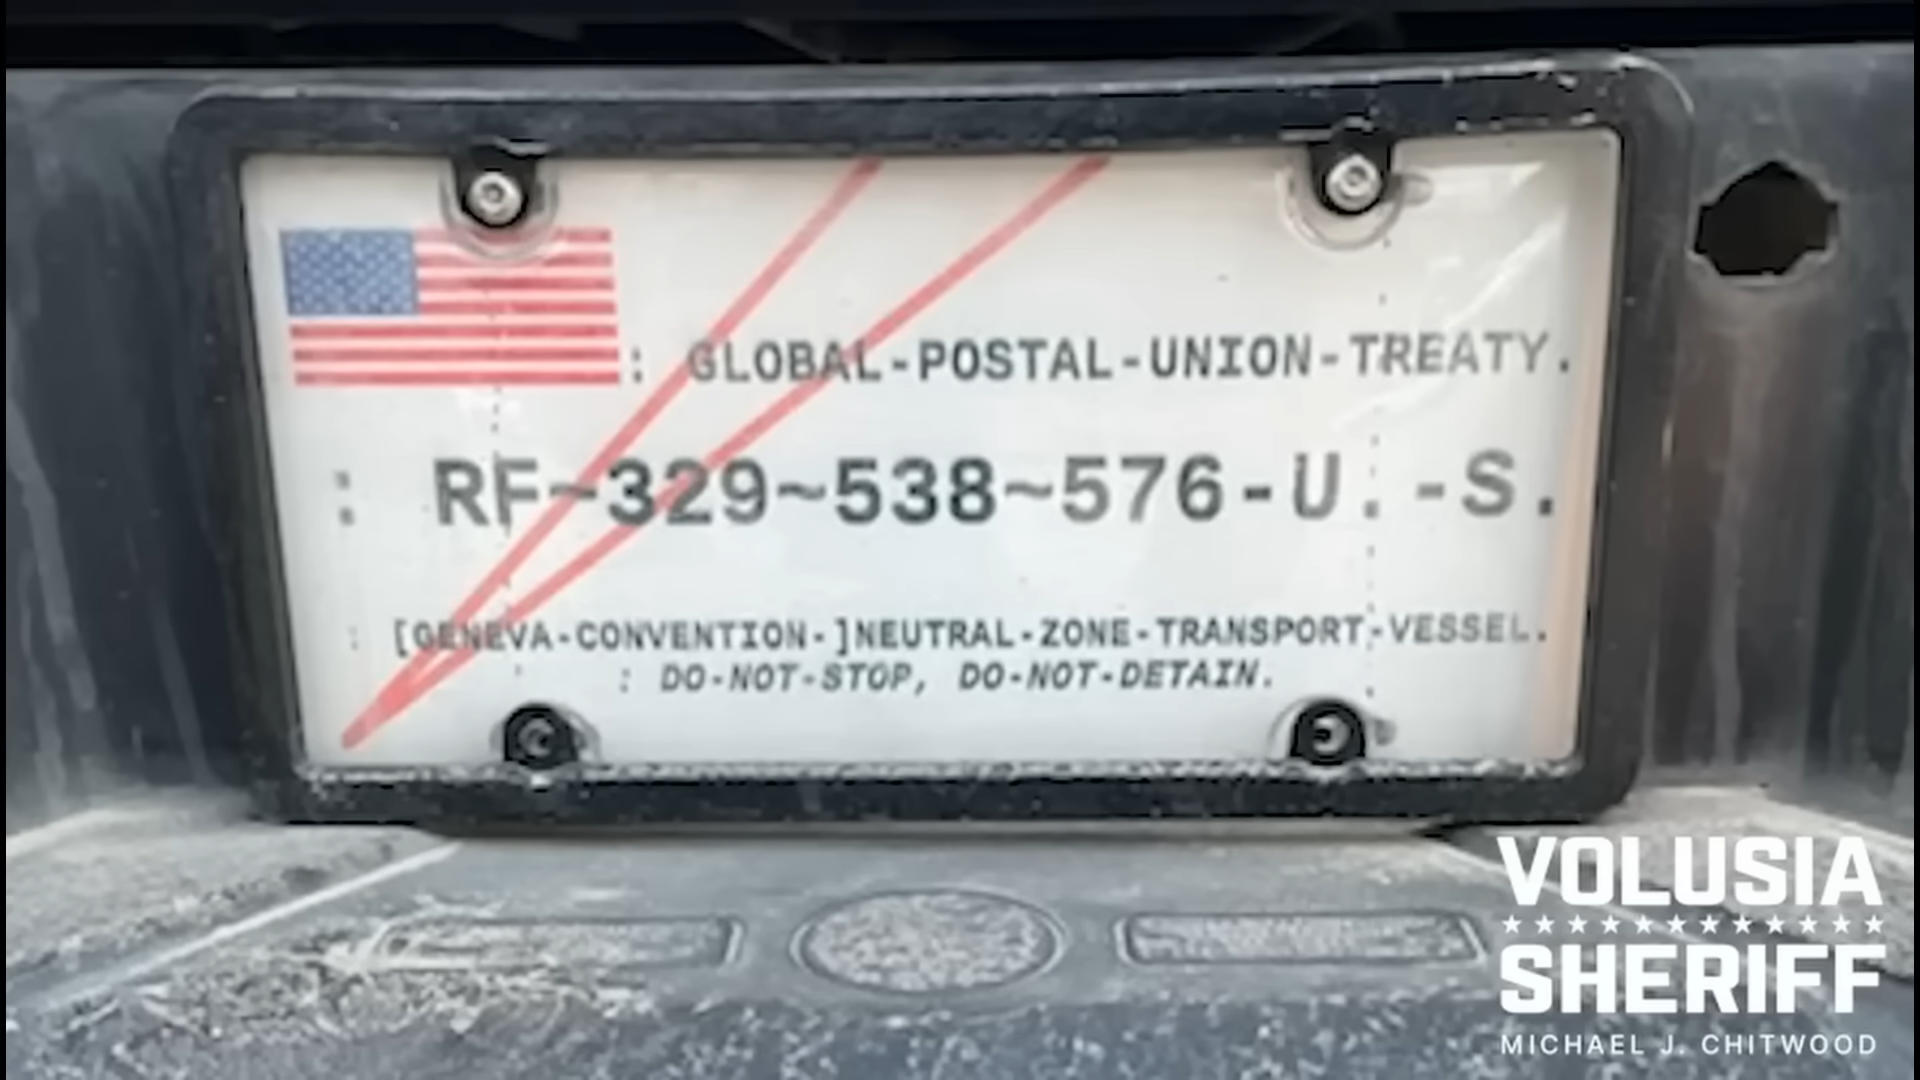 : GLOBAL-POSTAL-UNION-TREATY.
: RF~329~538~576-U.-S.
: [GENEVA-CONVENTION-]NEUTRAL-ZONE-TRANSPORT-VESSEL.
: DO-NOT-STOP, DO-NOT-DETAIN.
VOLUSIA
SHERIFF
MICHAEL J. CHITWOOD